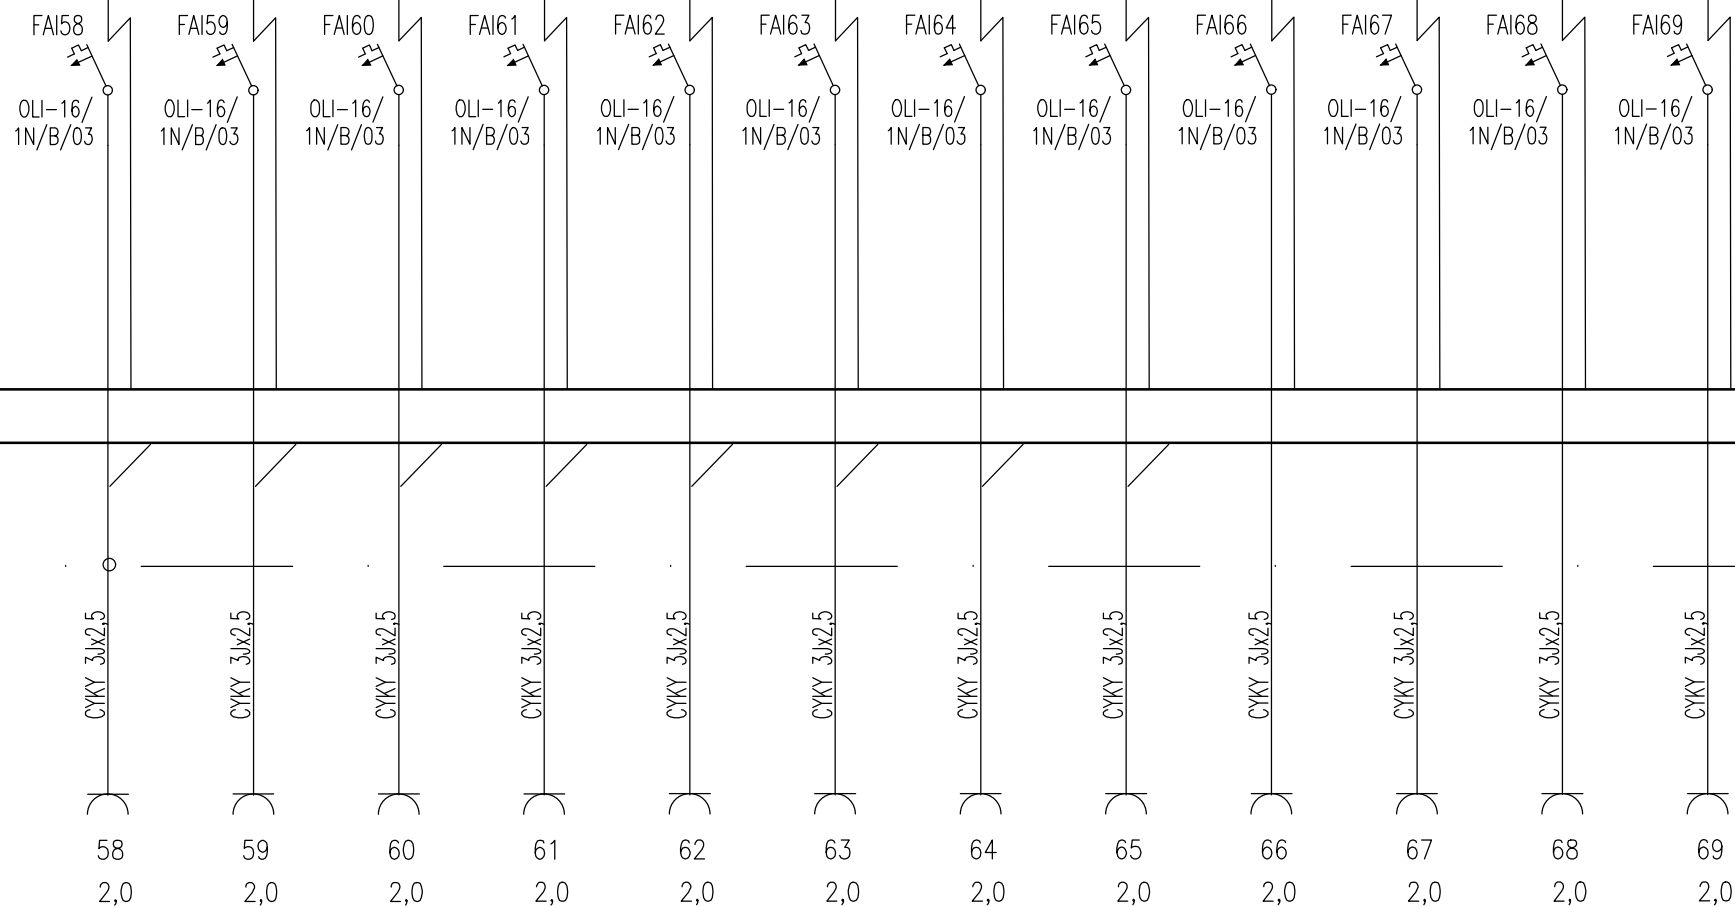 FAI58 FAI59 FAI60 FAI61 FAI62 FAI63 FAI64 FAI65 FAI66 FAI67 FAI68 FAI69
OLI-16/ OLI-16/ OLI-16/ OLI-16/ OLI-16/ OLI-16/ OLI-16/ OLI-16/ OLI-16/ OLI-16/ OLI-16/ OLI-16/
1N/B/03 1N/B/03 1N/B/03 1N/B/03 1N/B/03 1N/B/03 1N/B/03 1N/B/03 1N/B/03 1N/B/03 1N/B/03 1N/B/03
CYKY 3Jx2,5 CYKY 3Jx2,5 CYKY 3Jx2,5 CYKY 3Jx2,5 CYKY 3Jx2,5 CYKY 3Jx2,5 CYKY 3Jx2,5 CYKY 3Jx2,5 CYKY 3Jx2,5 CYKY 3Jx2,5 CYKY 3Jx2,5 CYKY 3Jx2,5
58 59 60 61 62 63 64 65 66 67 68 69
2,0 2,0 2,0 2,0 2,0 2,0 2,0 2,0 2,0 2,0 2,0 2,0